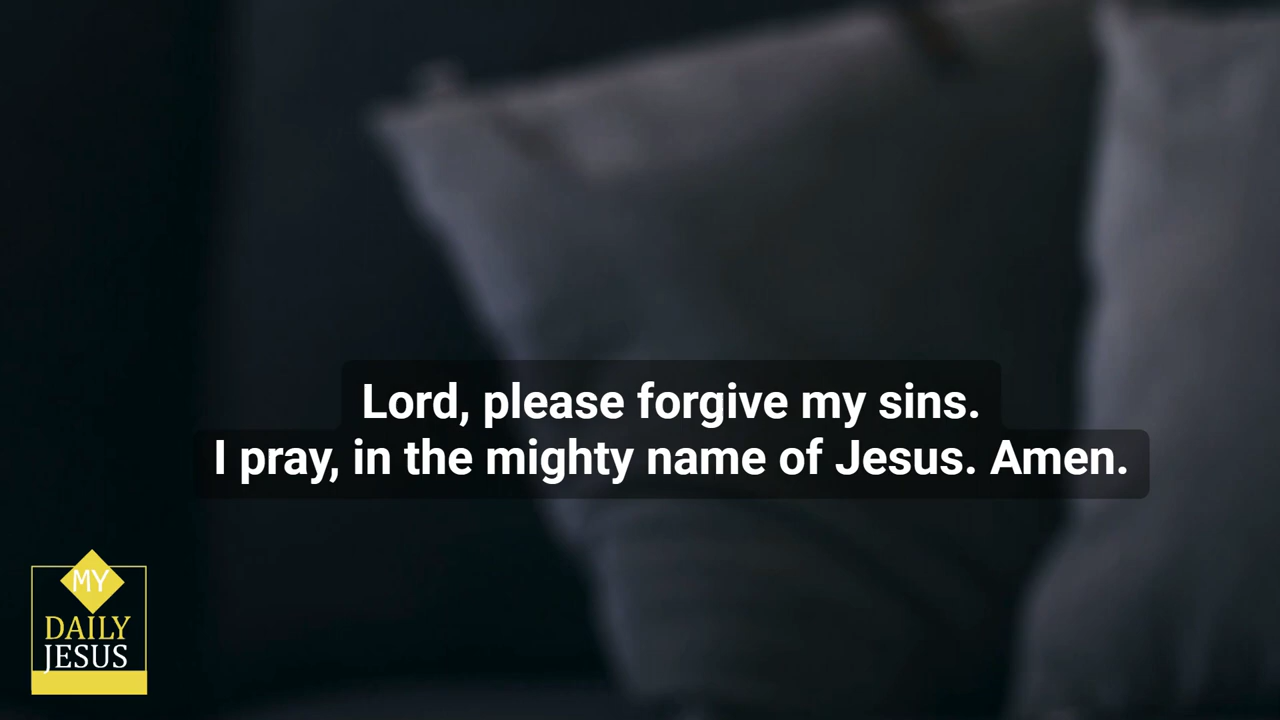 Lord, please forgive my sins.
I pray, in the mighty name of Jesus. Amen.
MY
DAILY
JESUS